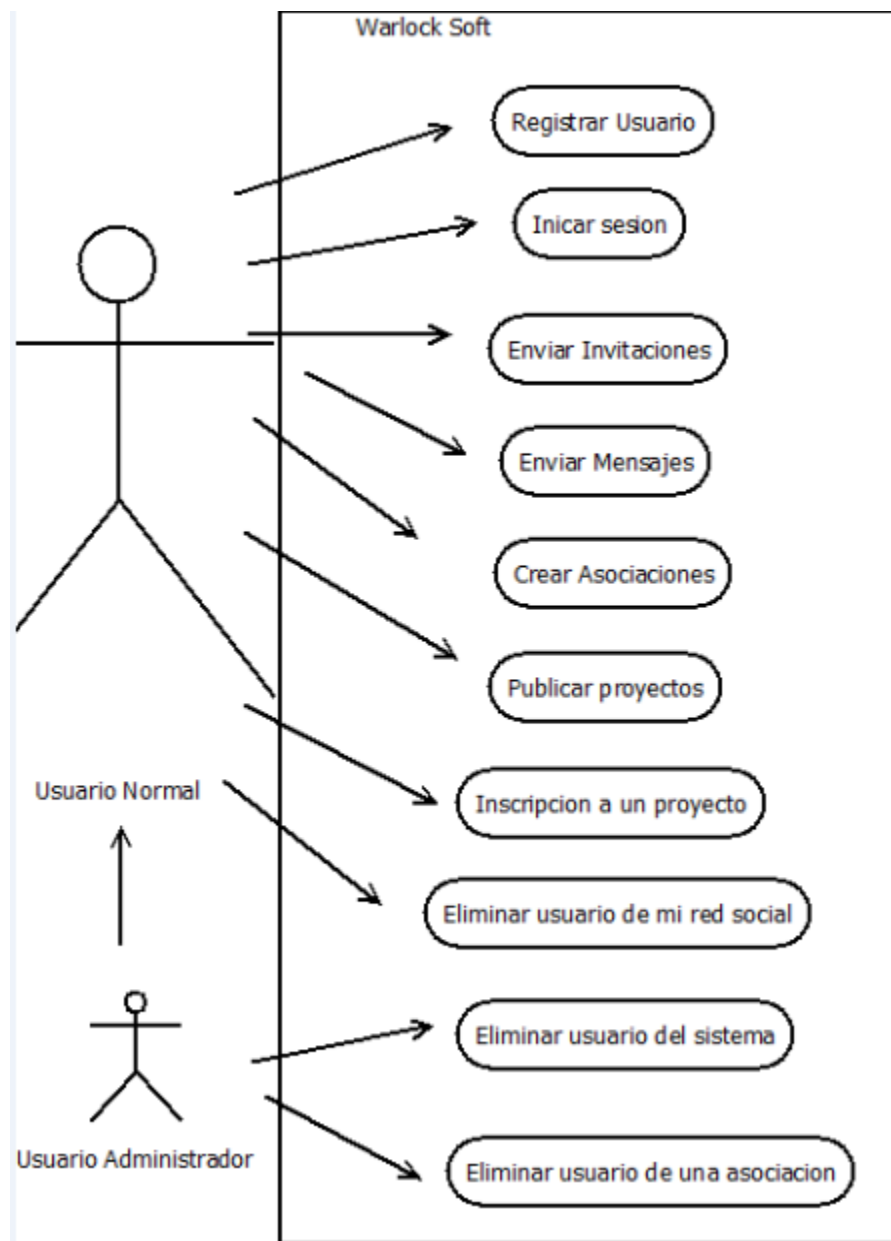 Warlock Soft
Registrar Usuario
Inicar sesion
Enviar Invitaciones
Enviar Mensajes
Crear Asociaciones
Publicar proyectos
Usuario Normal
Inscripcion a un proyecto
Eliminar usuario de mi red social
Eliminar usuario del sistema
Usuario Administrador
Eliminar usuario de una asociacion